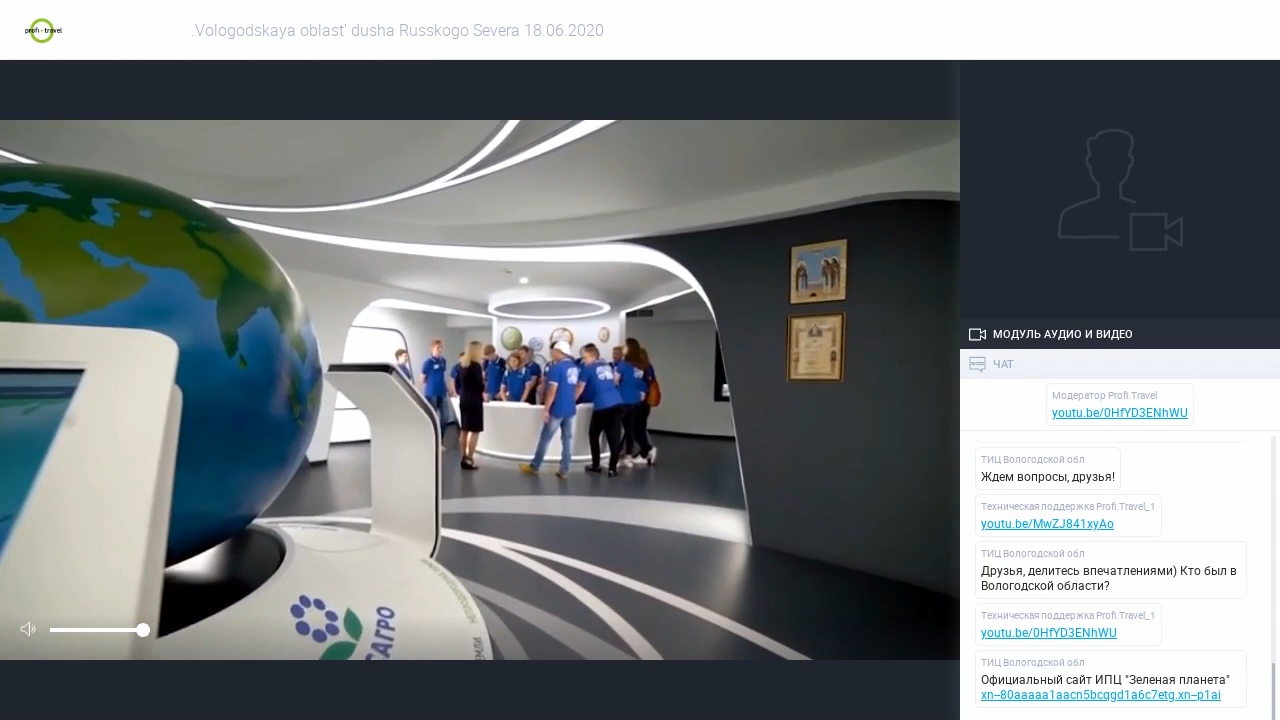 profi travel
.Vologodskaya oblast' dusha Russkogo Severa 18.06.2020
МОДУЛЬ АУДИО И ВИДЕО
ЧАТ
Модератор Profi.Travel
youtu.be/0HfYD3ENhWU
ТИЦ Вологодской обл
Ждем вопросы, друзья!
Техническая поддержка Profi.Travel_1
youtu.be/MwZJ841xyAo
ТИЦ Вологодской обл
Друзья, делитесь впечатлениями) Кто был в
Вологодской области?
Техническая поддержка Profi.Travel_1
youtu.be/0HfYD3ENhWU
ТИЦ Вологодской обл
Официальный сайт ИПЦ "Зеленая планета"
xn--80aaaaa1aacn5bcqgd1a6c7etg.xn--p1ai